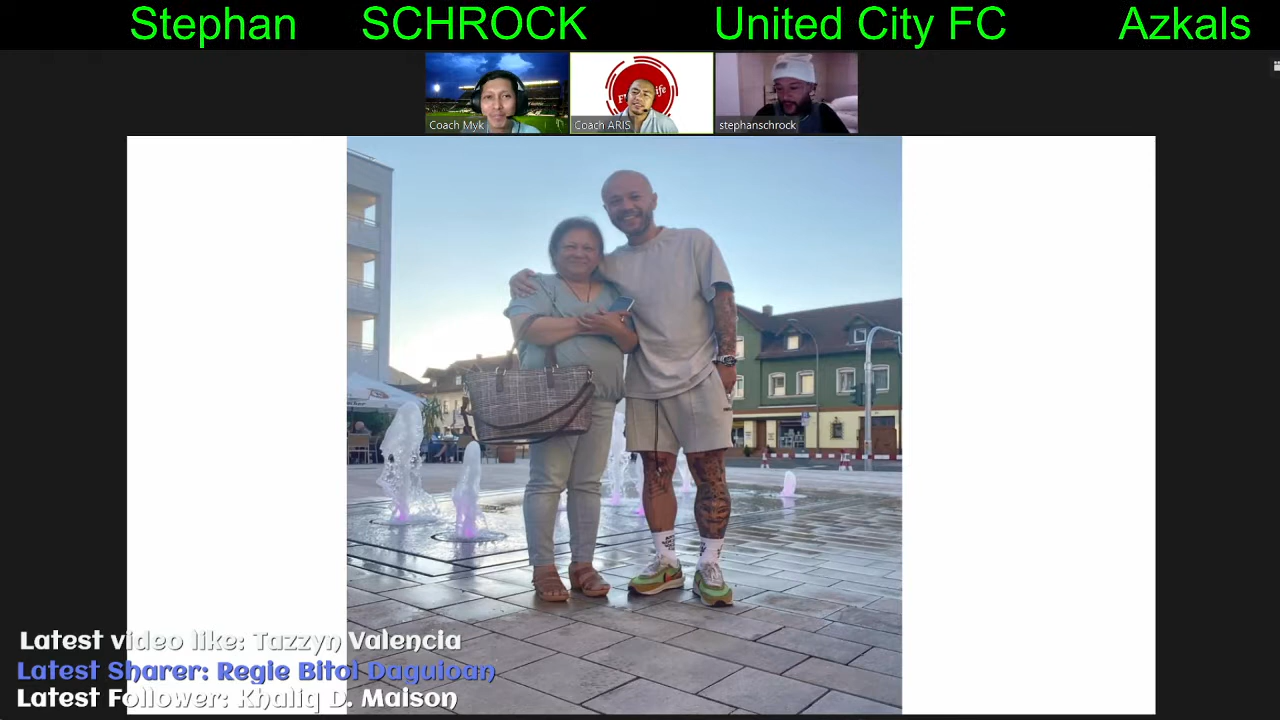 Stephan SCHROCK United City FC Azkals
Coach Myk
Coach ARIS
stephanschrock
Latest video like: Tazzyn Valencia
Latest Sharer: Regie Bitol Daguioan
Latest Follower: Khaliq D. Maison